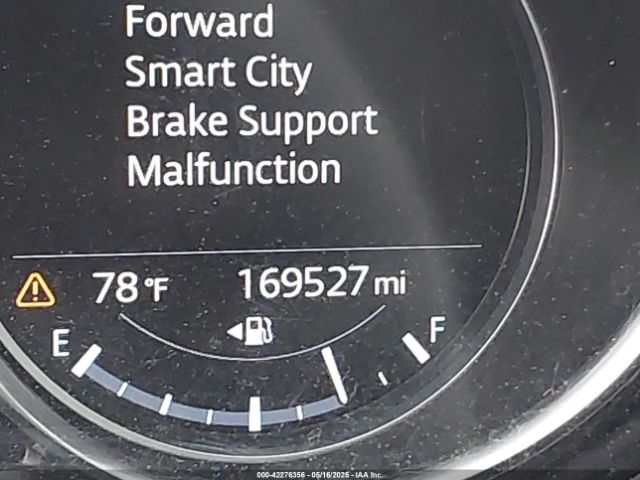 Forward
Smart City
Brake Support
Malfunction
78°F 169527 mi
E F
000-42276356 - 05/16/2025 - IAA Inc.